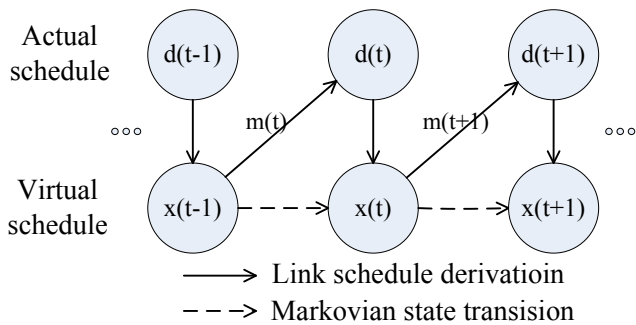 Actual schedule
d(t-1) d(t) d(t+1)
m(t) m(t+1)
Virtual schedule
x(t-1) x(t) x(t+1)
Link schedule derivatioin
Markovian state transision